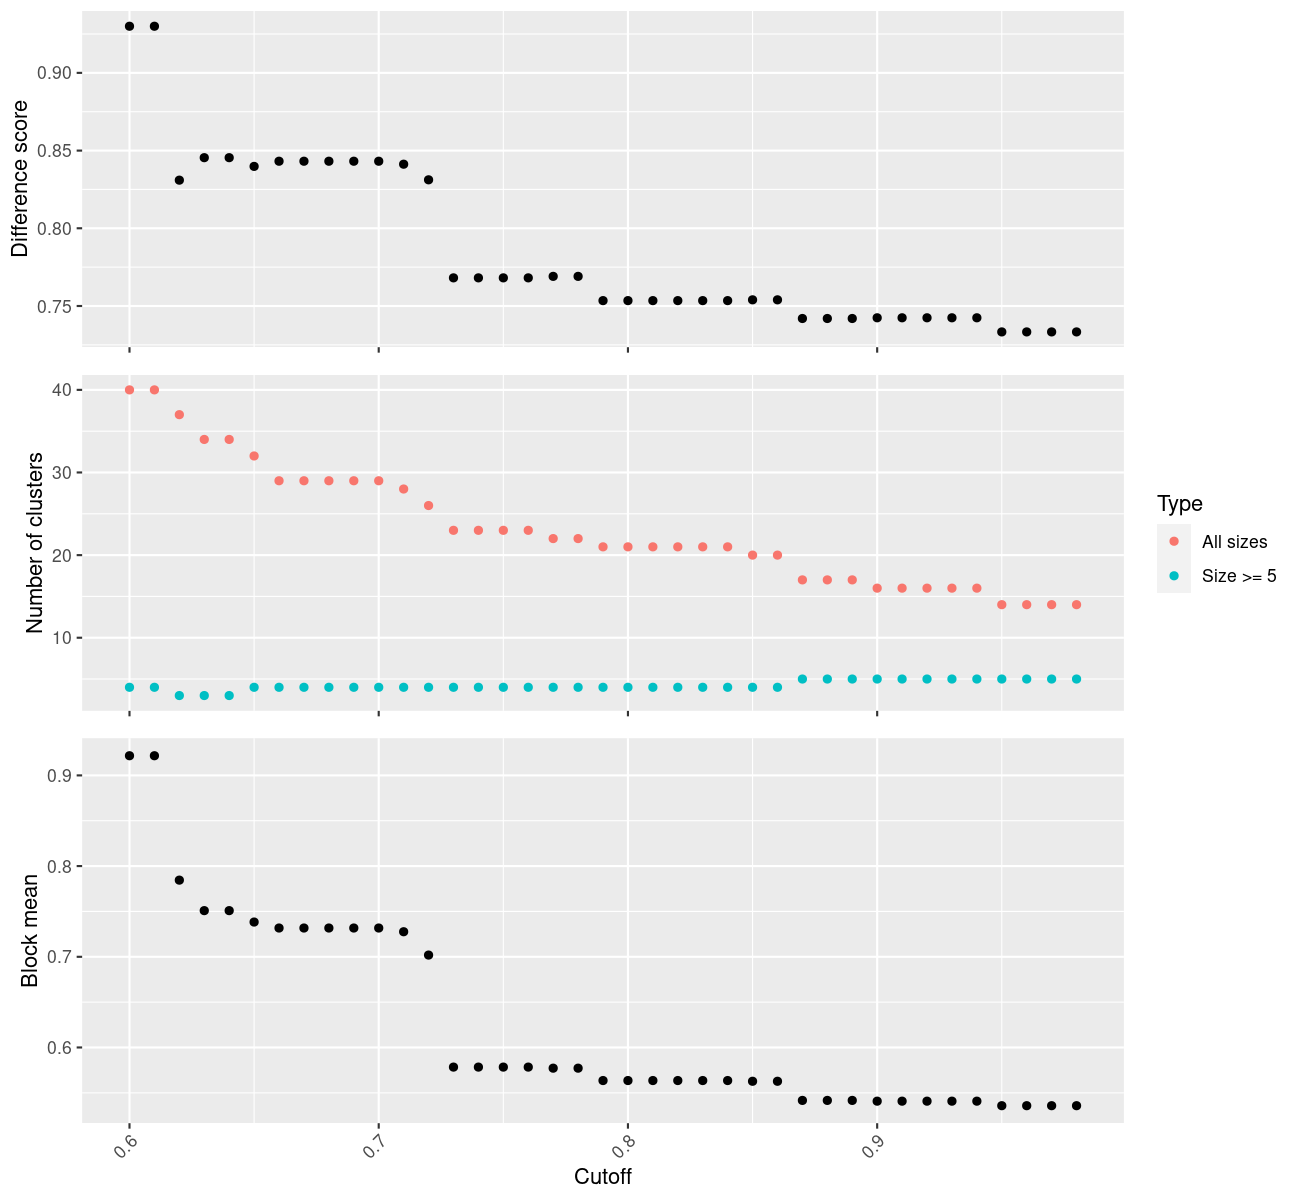 Difference score
0.90
0.85
0.80
0.75
Number of clusters
40
30
20
10
Type
All sizes
Size >= 5
Block mean
0.9
0.8
0.7
0.6
0.6
0.7
0.8
0.9
Cutoff